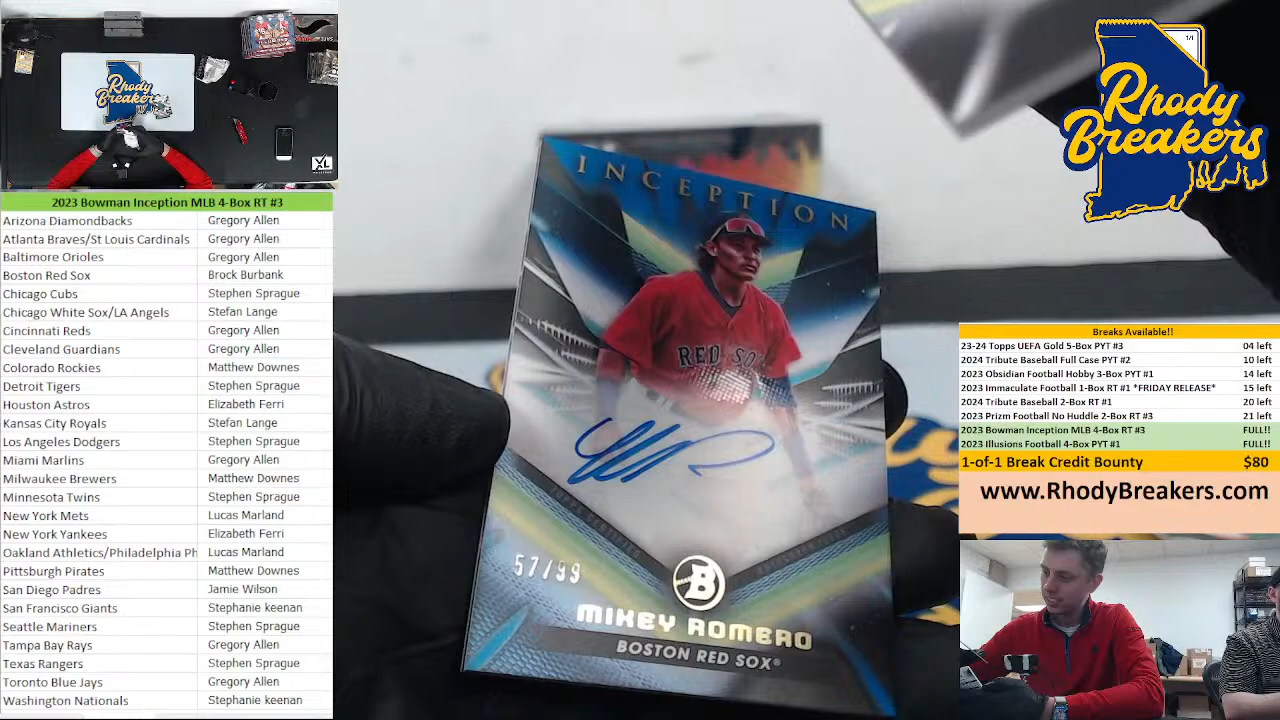 Rhody
Breakers
XL
2023 Bowman Inception MLB 4-Box RT #3
Arizona Diamondbacks Gregory Allen
Atlanta Braves/St Louis Cardinals Gregory Allen
Baltimore Orioles Gregory Allen
Boston Red Sox Brock Burbank
Chicago Cubs Stephen Sprague
Chicago White Sox/LA Angels Stefan Lange
Cincinnati Reds Gregory Allen
Cleveland Guardians Gregory Allen
Colorado Rockies Matthew Downes
Detroit Tigers Stephen Sprague
Houston Astros Elizabeth Ferri
Kansas City Royals Stefan Lange
Los Angeles Dodgers Stephen Sprague
Miami Marlins Gregory Allen
Milwaukee Brewers Matthew Downes
Minnesota Twins Stephen Sprague
New York Mets Lucas Marland
New York Yankees Elizabeth Ferri
Oakland Athletics/Philadelphia Ph Lucas Marland
Pittsburgh Pirates Matthew Downes
San Diego Padres Jamie Wilson
San Francisco Giants Stephanie keenan
Seattle Mariners Stephen Sprague
Tampa Bay Rays Gregory Allen
Texas Rangers Stephen Sprague
Toronto Blue Jays Gregory Allen
Washington Nationals Stephanie keenan
INCEPTION
RED SOX
57/99
B
MIKEY ROMERO
BOSTON RED SOX®
1/1
Rhody
Breakers
Breaks Available!!
23-24 Topps UEFA Gold 5-Box PYT #3 04 left
2024 Tribute Baseball Full Case PYT #2 10 left
2023 Obsidian Football Hobby 3-Box PYT #1 14 left
2023 Immaculate Football 1-Box RT #1 *FRIDAY RELEASE* 15 left
2024 Tribute Baseball 2-Box RT #1 20 left
2023 Prizm Football No Huddle 2-Box RT #3 21 left
2023 Bowman Inception MLB 4-Box RT #3 FULL!!
2023 Illusions Football 4-Box PYT #1 FULL!!
1-of-1 Break Credit Bounty $80
www.RhodyBreakers.com